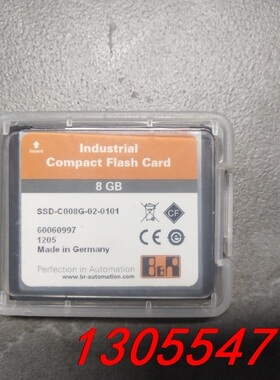 Insert
Industrial
Compact Flash Card
8 GB
SSD-C008G-02-0101
60060997
1205
Made in Germany
CF
CE
Perfection in Automation
www.br-automation.com
B&R
1305547